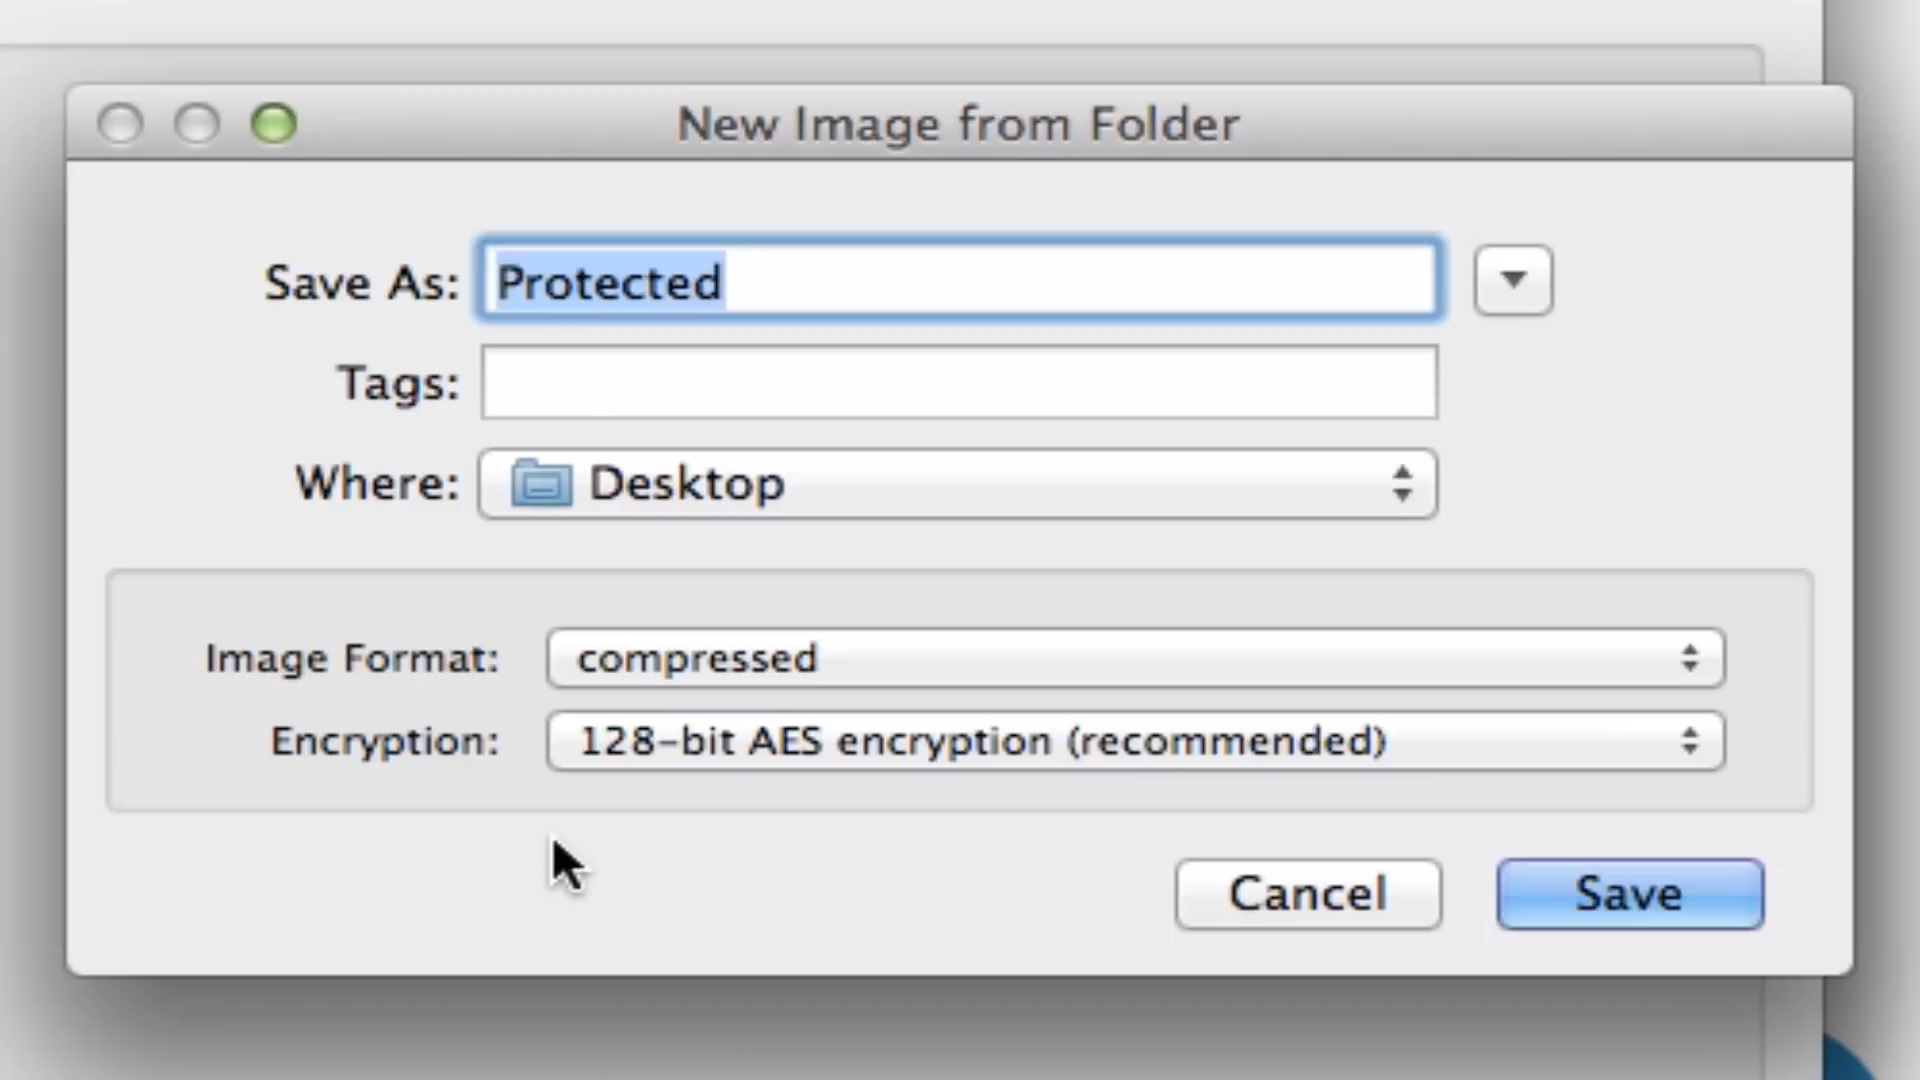 New Image from Folder
Save As: Protected
Tags:
Where: Desktop
Image Format: compressed
Encryption: 128-bit AES encryption (recommended)
Cancel Save